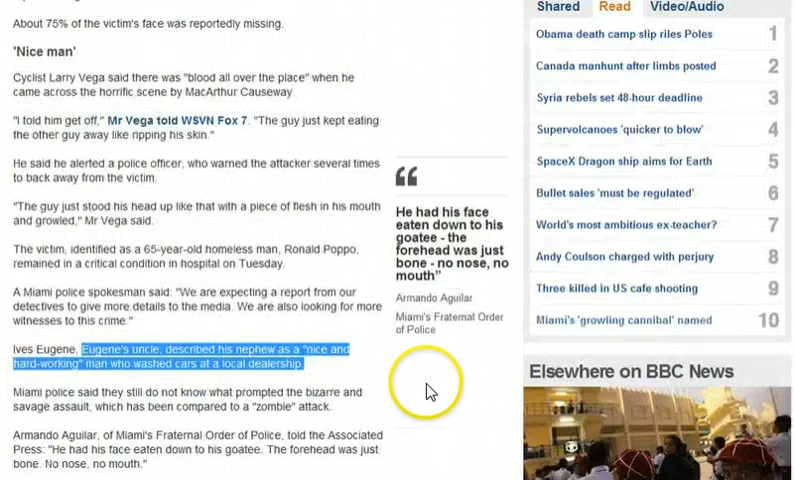 About 75% of the victim's face was reportedly missing.
'Nice man'
Cyclist Larry Vega said there was "blood all over the place" when he
came across the horrific scene by MacArthur Causeway.
"I told him get off," Mr Vega told WSVN Fox 7. "The guy just kept eating
the other guy away like ripping his skin."
He said he alerted a police officer, who warned the attacker several times
to back away from the victim.
"The guy just stood his head up like that with a piece of flesh in his mouth
and growled," Mr Vega said.
The victim, identified as a 65-year-old homeless man, Ronald Poppo,
remained in a critical condition in hospital on Tuesday.
A Miami police spokesman said: "We are expecting a report from our
detectives to give more details to the media. We are also looking for more
witnesses to this crime."
Ives Eugene, Eugene's uncle, described his nephew as a "nice and
hard-working" man who washed cars at a local dealership.
Miami police said they still do not know what prompted the bizarre and
savage assault, which has been compared to a "zombie" attack.
Armando Aguilar, of Miami's Fraternal Order of Police, told the Associated
Press: "He had his face eaten down to his goatee. The forehead was just
bone. No nose, no mouth."
“
He had his face
eaten down to his
goatee - the
forehead was just
bone - no nose, no
mouth”
Armando Aguilar
Miami's Fraternal Order
of Police
Shared Read Video/Audio
Obama death camp slip riles Poles 1
Canada manhunt after limbs posted 2
Syria rebels set 48-hour deadline 3
Supervolcanoes 'quicker to blow' 4
SpaceX Dragon ship aims for Earth 5
Bullet sales 'must be regulated' 6
World's most ambitious ex-teacher? 7
Andy Coulson charged with perjury 8
Three killed in US cafe shooting 9
Miami's 'growling cannibal' named 10
Elsewhere on BBC News